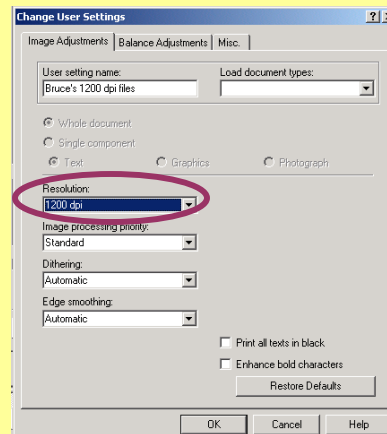 Change User Settings
Image Adjustments Balance Adjustments Misc.
User setting name: Load document types:
Bruce's 1200 dpi files
Whole document
Single component
Text Graphics Photograph
Resolution:
1200 dpi
Image processing priority:
Standard
Dithering:
Automatic
Edge smoothing:
Automatic
Print all texts in black
Enhance bold characters
Restore Defaults
OK Cancel Help